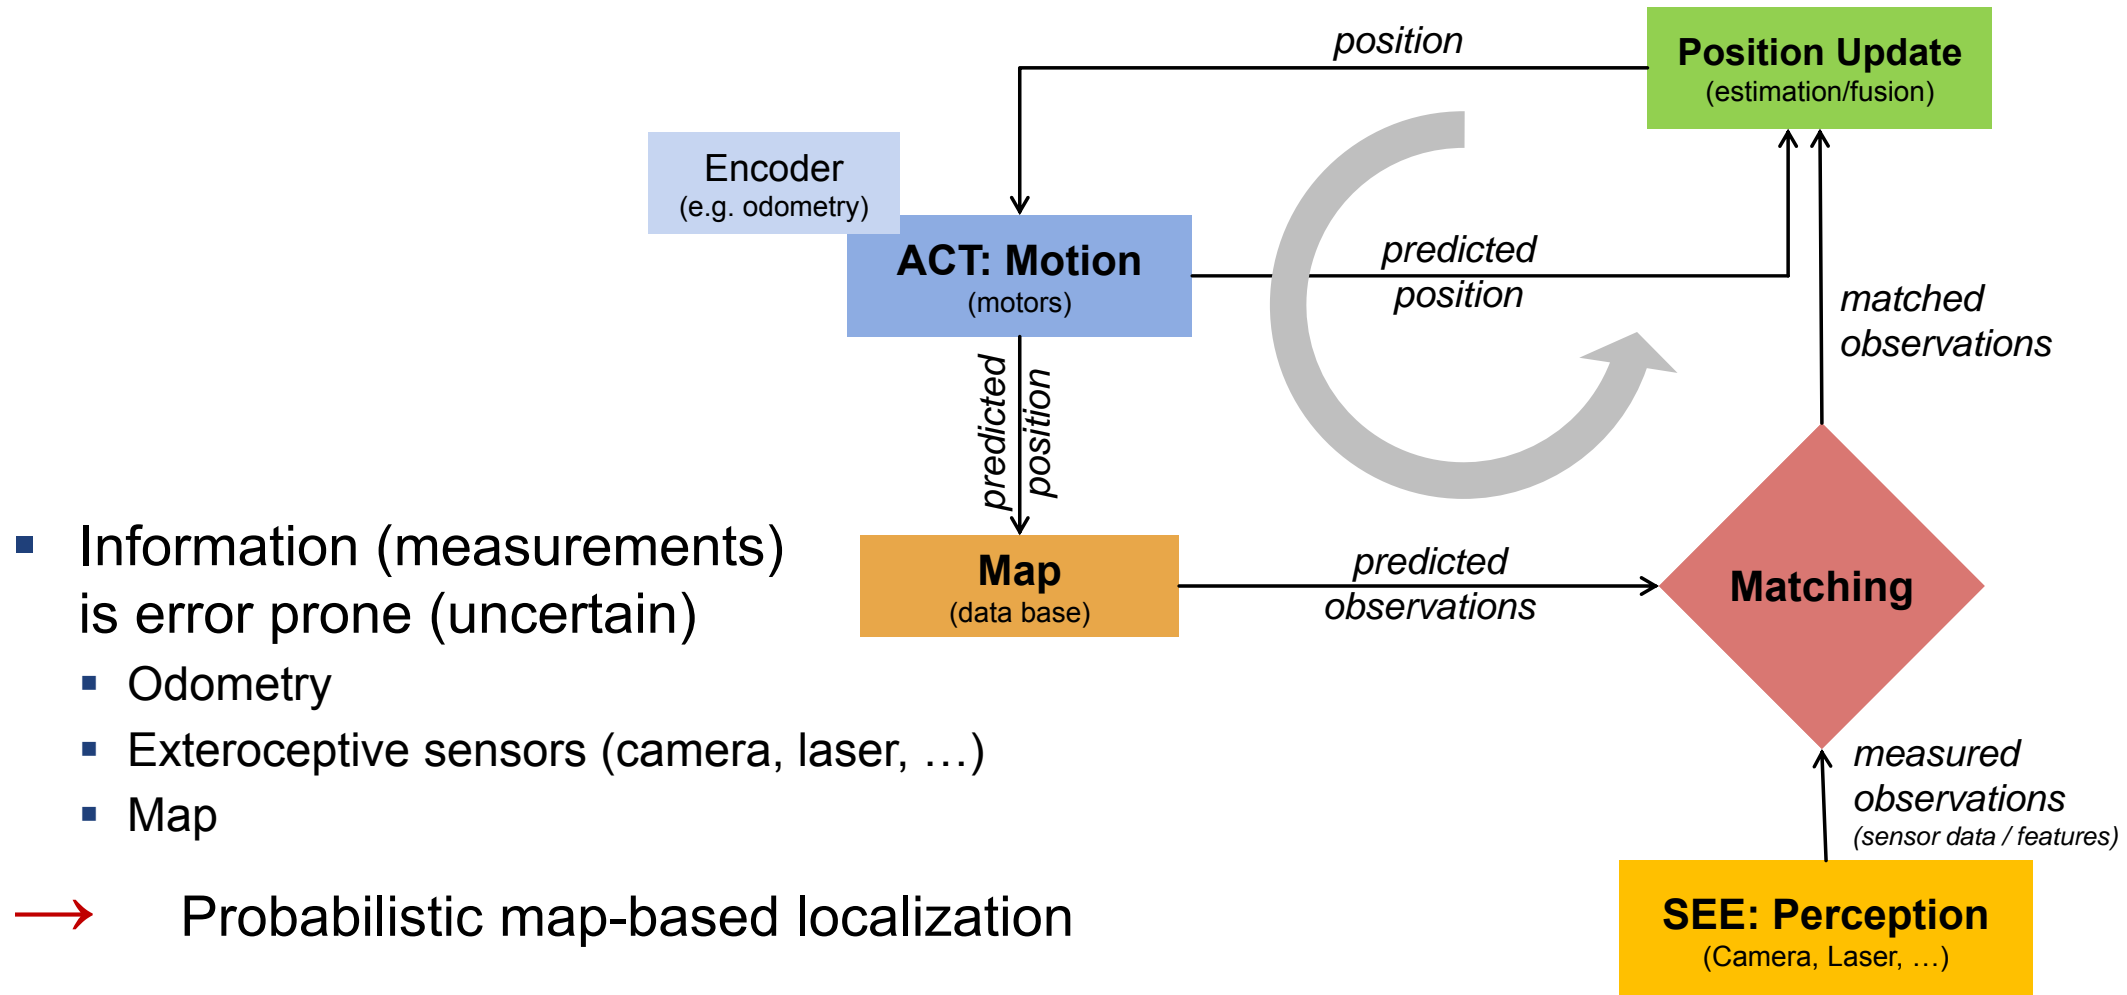 position
Position Update
(estimation/fusion)
Encoder
(e.g. odometry)
ACT: Motion
(motors)
predicted
position
matched
observations
predicted
position
Map
(data base)
predicted
observations
Matching
measured
observations
(sensor data / features)
SEE: Perception
(Camera, Laser, …)
▪ Information (measurements)
is error prone (uncertain)
▪ Odometry
▪ Exteroceptive sensors (camera, laser, …)
▪ Map
→ Probabilistic map-based localization